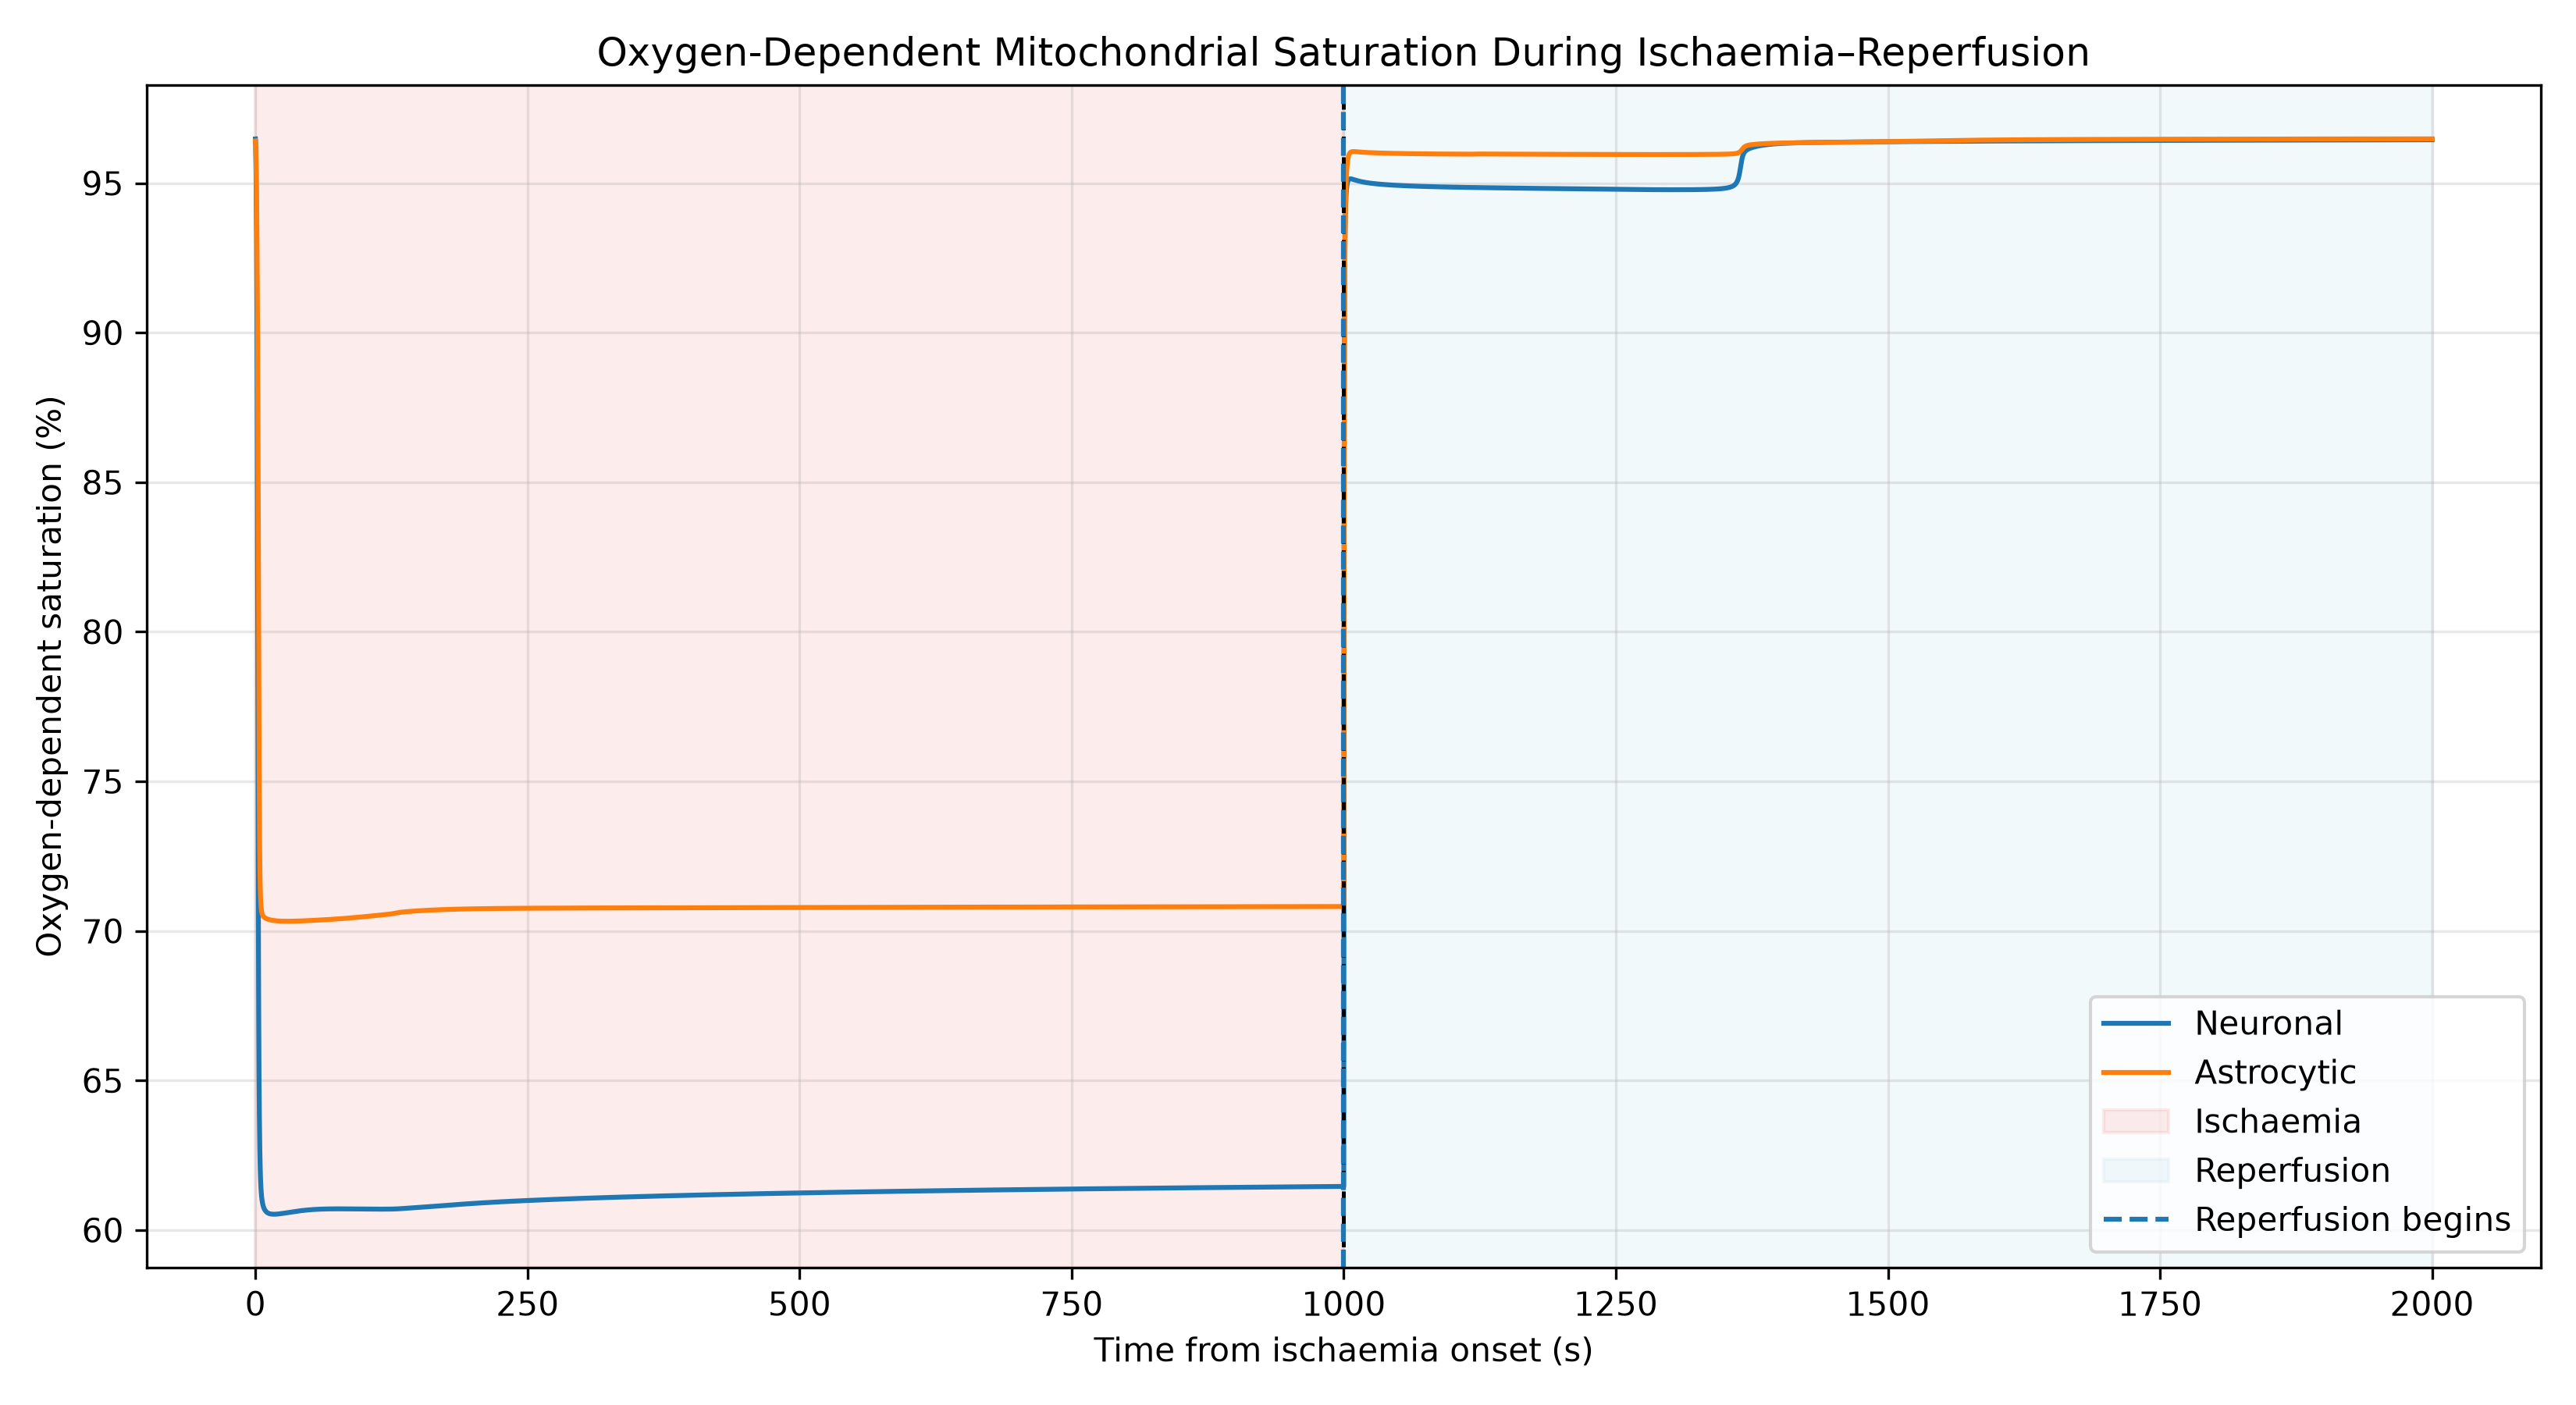 Oxygen-Dependent Mitochondrial Saturation During Ischaemia–Reperfusion
Oxygen-dependent saturation (%)
95
90
85
80
75
70
65
60
0
250
500
750
1000
1250
1500
1750
2000
Time from ischaemia onset (s)
Neuronal
Astrocytic
Ischaemia
Reperfusion
Reperfusion begins